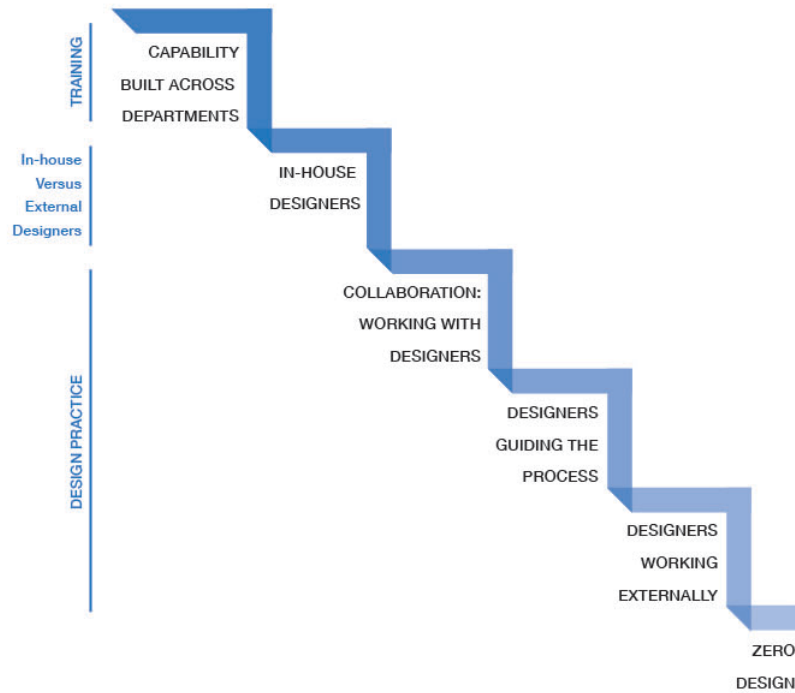 TRAINING
CAPABILITY
BUILT ACROSS
DEPARTMENTS
In-house
Versus
External
Designers
IN-HOUSE
DESIGNERS
DESIGN PRACTICE
COLLABORATION:
WORKING WITH
DESIGNERS
DESIGNERS
GUIDING THE
PROCESS
DESIGNERS
WORKING
EXTERNALLY
ZERO
DESIGN